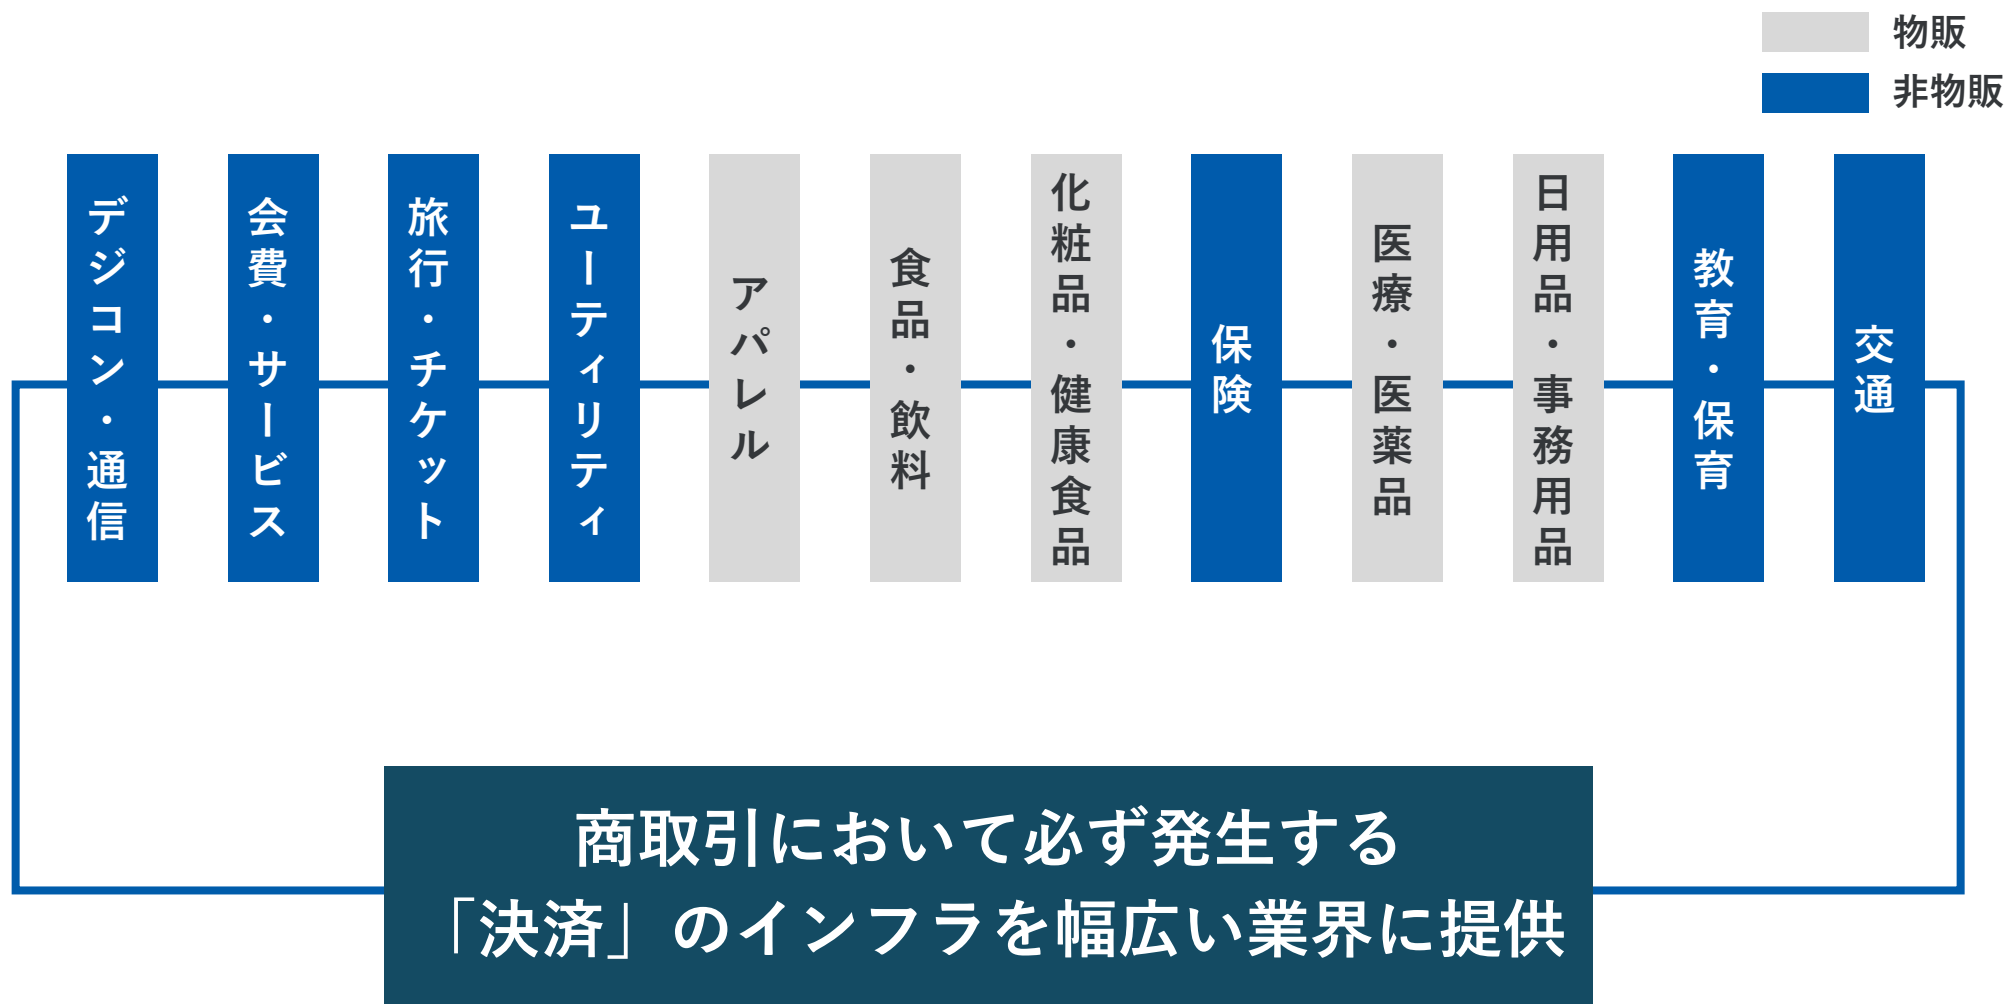 物販
非物販
デジコン・通信
会費・サービス
旅行・チケット
ユーティリティ
アパレル
食品・飲料
化粧品・健康食品
保険
医療・医薬品
日用品・事務用品
教育・保育
交通
商取引において必ず発生する
「決済」のインフラを幅広い業界に提供